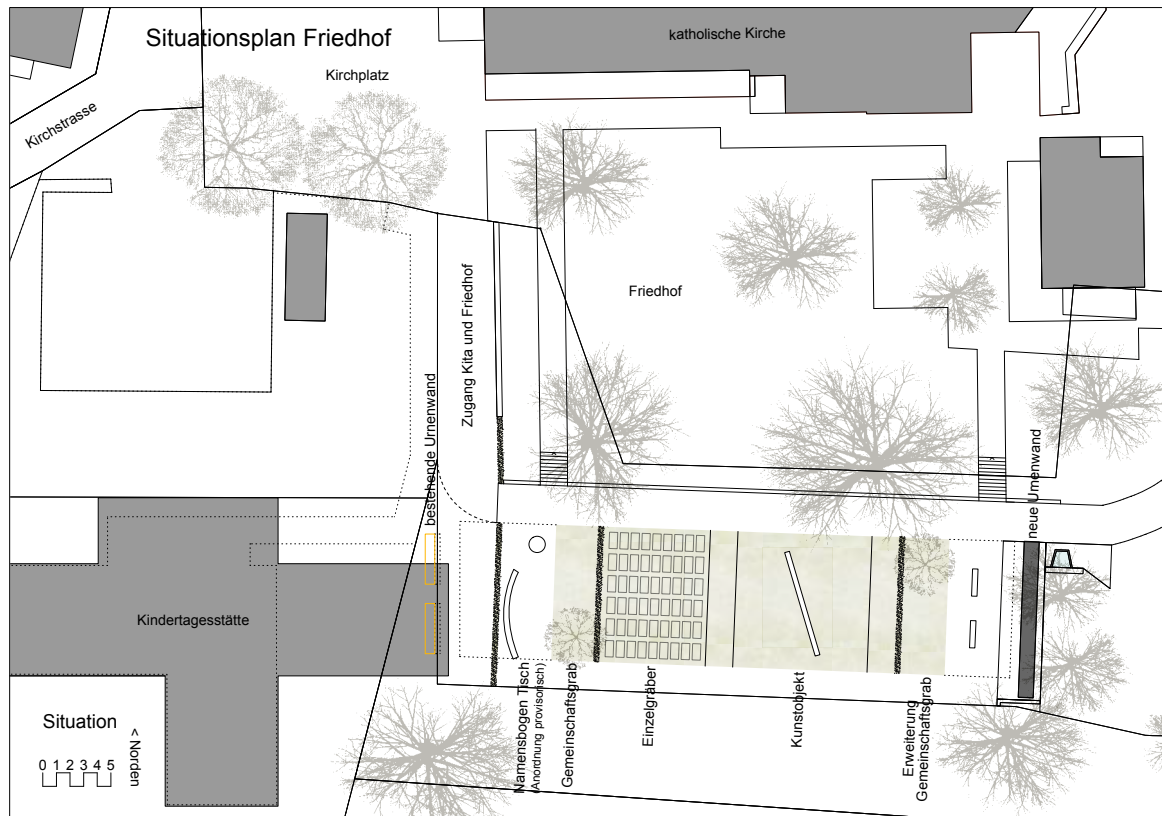 Situationsplan Friedhof
katholische Kirche
Kirchplatz
Kirchstrasse
Friedhof
Zugang Kita und Friedhof
bestehende Urnenwand
neue Urnenwand
Kindertagesstätte
Namensbogen Tisch
(Anordnung provisorisch)
Gemeinschaftsgrab
Einzelgräber
Kunstobjekt
Erweiterung
Gemeinschaftsgrab
Situation
0 1 2 3 4 5
< Norden